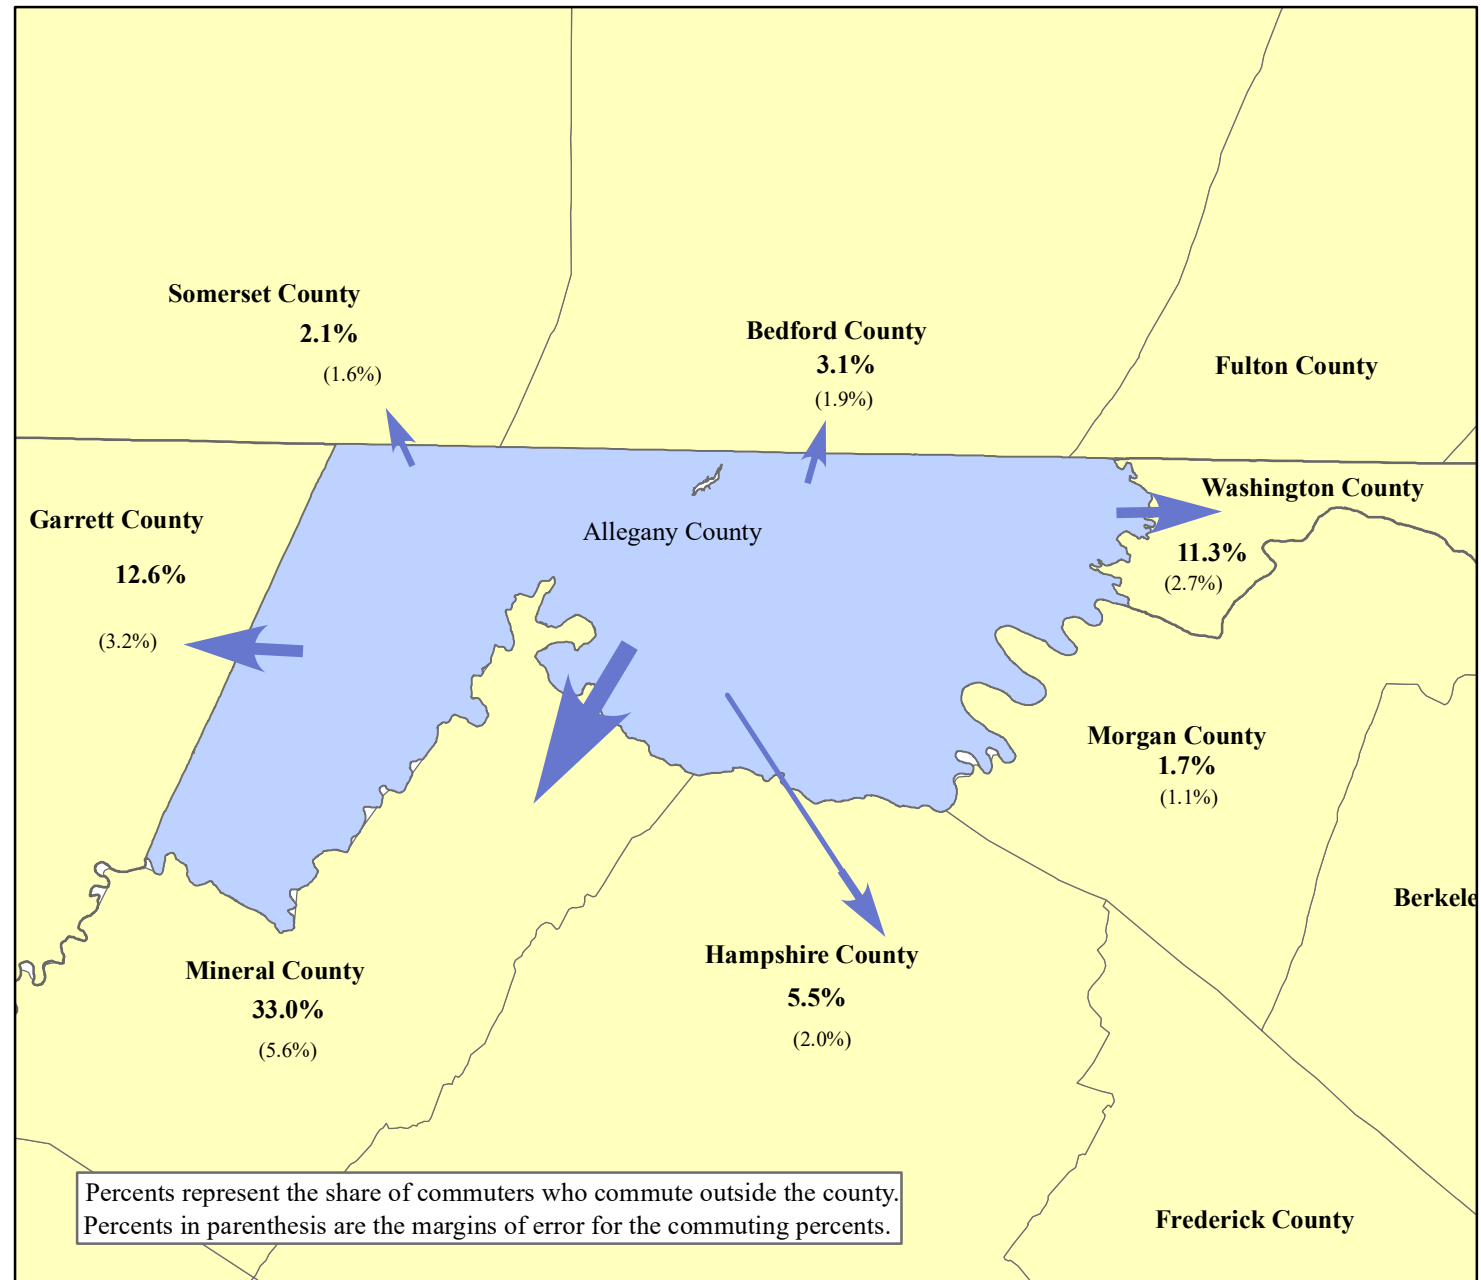 Somerset County
2.1%
(1.6%)
Bedford County
3.1%
(1.9%)
Fulton County
Washington County
11.3%
(2.7%)
Garrett County
12.6%
(3.2%)
Allegany County
Morgan County
1.7%
(1.1%)
Berkele
Mineral County
33.0%
(5.6%)
Hampshire County
5.5%
(2.0%)
Percents represent the share of commuters who commute outside the county.
Percents in parenthesis are the margins of error for the commuting percents.
Frederick County